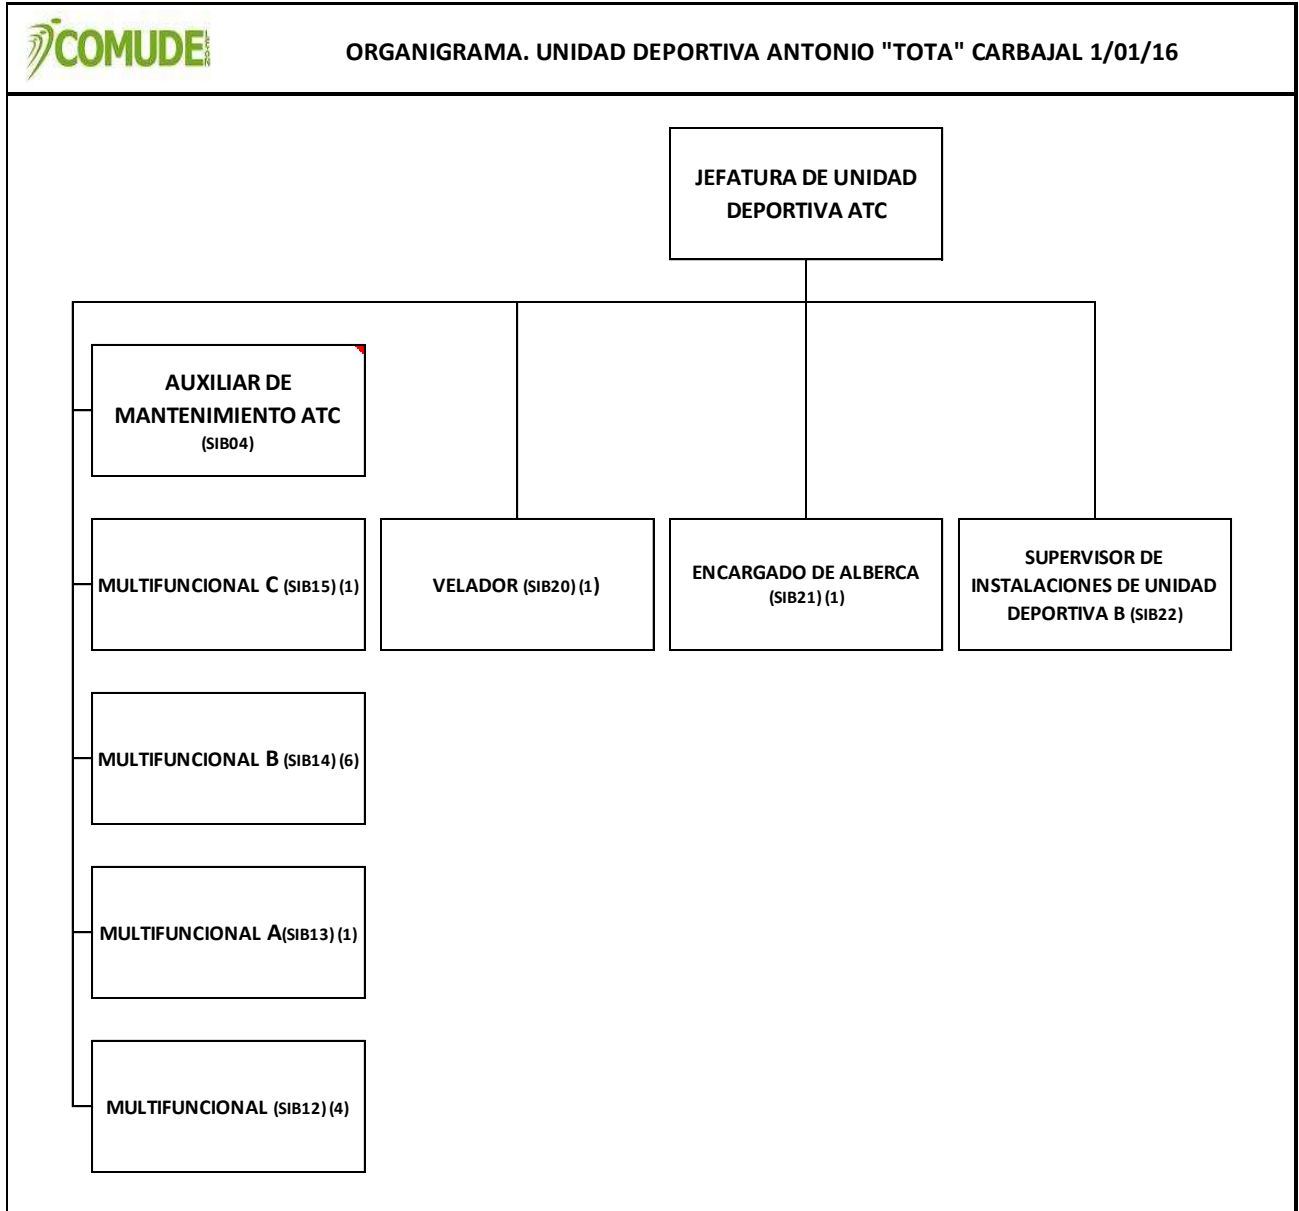 COMUDE
LEÓN
ORGANIGRAMA. UNIDAD DEPORTIVA ANTONIO "TOTA" CARBAJAL 1/01/16
JEFATURA DE UNIDAD
DEPORTIVA ATC
AUXILIAR DE
MANTENIMIENTO ATC
(SIB04)
MULTIFUNCIONAL C (SIB15) (1)
VELADOR (SIB20) (1)
ENCARGADO DE ALBERCA
(SIB21) (1)
SUPERVISOR DE
INSTALACIONES DE UNIDAD
DEPORTIVA B (SIB22)
MULTIFUNCIONAL B (SIB14) (6)
MULTIFUNCIONAL A(SIB13) (1)
MULTIFUNCIONAL (SIB12) (4)